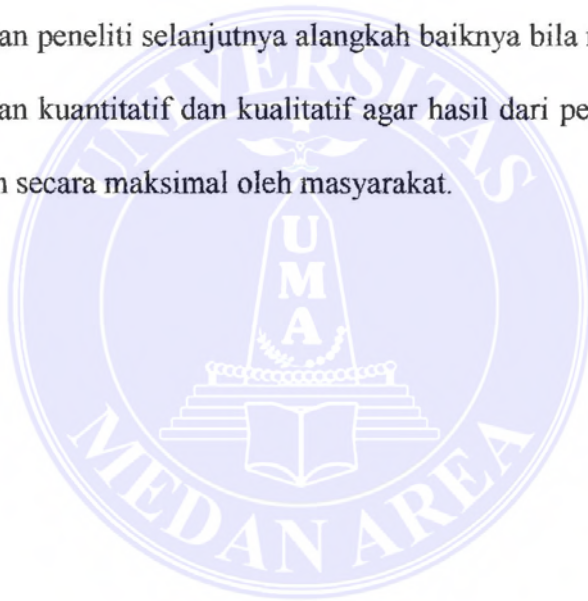 an peneliti selanjutnya alangkah baiknya bila
an kuantitatif dan kualitatif agar hasil dari pe
secara maksimal oleh masyarakat.
UNIVERSITAS
UMA
MEDAN AREA